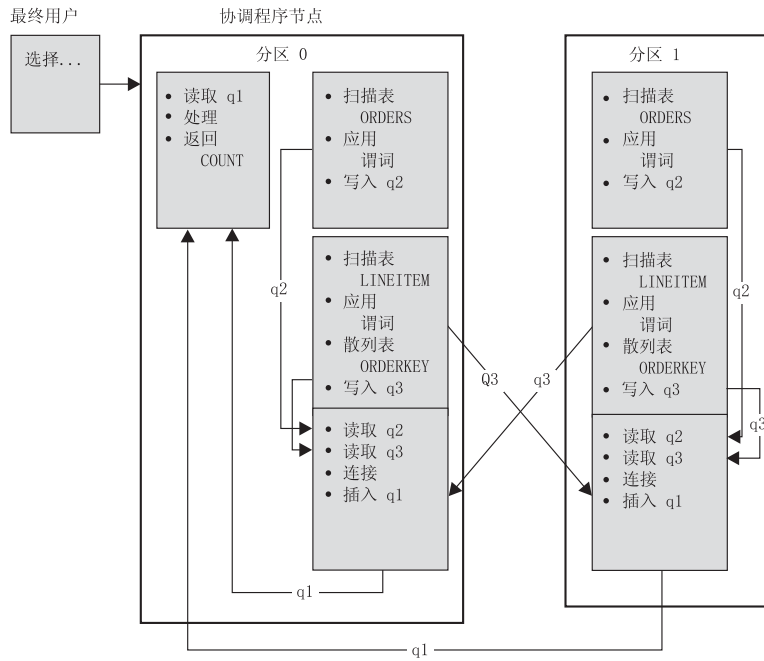 最终用户
协调程序节点
选择...
分区 0
• 读取 q1
• 处理
• 返回
COUNT
• 扫描表
ORDERS
• 应用
谓词
• 写入 q2
• 扫描表
LINEITEM
• 应用
谓词
• 散列表
ORDERKEY
• 写入 q3
• 读取 q2
• 读取 q3
• 连接
• 插入 q1
q2
q1
Q3
q3
分区 1
• 扫描表
ORDERS
• 应用
谓词
• 写入 q2
• 扫描表
LINEITEM
• 应用
谓词
• 散列表
ORDERKEY
• 写入 q3
• 读取 q2
• 读取 q3
• 连接
• 插入 q1
q2
q3
q1